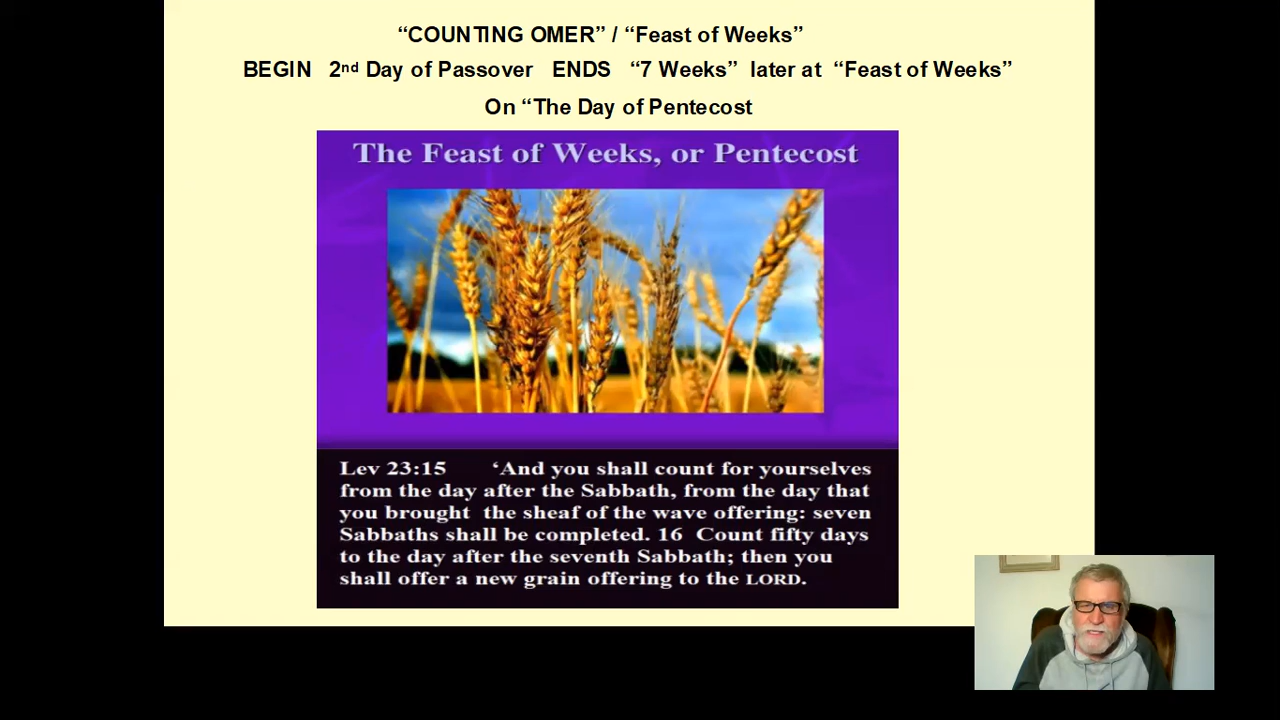 “COUNTING OMER” / “Feast of Weeks”
BEGIN 2nd Day of Passover ENDS “7 Weeks” later at “Feast of Weeks”
On “The Day of Pentecost
The Feast of Weeks, or Pentecost
Lev 23:15 ‘And you shall count for yourselves
from the day after the Sabbath, from the day that
you brought the sheaf of the wave offering: seven
Sabbaths shall be completed. 16 Count fifty days
to the day after the seventh Sabbath; then you
shall offer a new grain offering to the LORD.